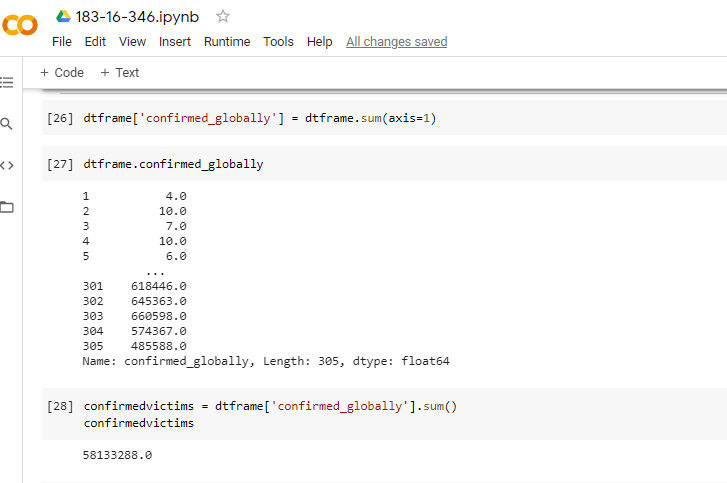 183-16-346.ipynb
File Edit View Insert Runtime Tools Help All changes saved
+ Code + Text
[26] dtframe['confirmed_globally'] = dtframe.sum(axis=1)
[27] dtframe.confirmed_globally
1 4.0
2 10.0
3 7.0
4 10.0
5 6.0
...
301 618446.0
302 645363.0
303 660598.0
304 574367.0
305 485588.0
Name: confirmed_globally, Length: 305, dtype: float64
[28] confirmedvictims = dtframe['confirmed_globally'].sum()
confirmedvictims
58133288.0